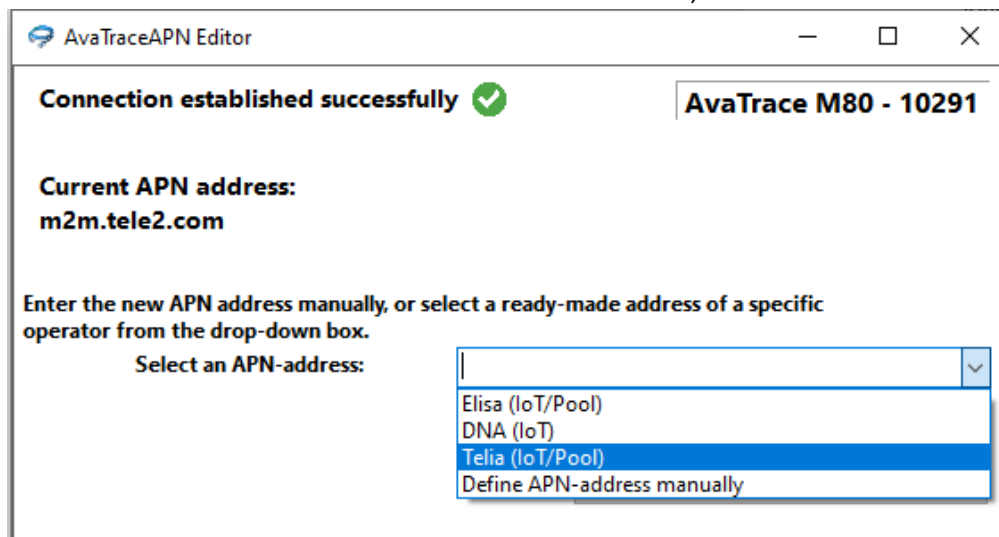 AvaTraceAPN Editor
Connection established successfully
AvaTrace M80 - 10291
Current APN address:
m2m.tele2.com
Enter the new APN address manually, or select a ready-made address of a specific
operator from the drop-down box.
Select an APN-address:
Elisa (IoT/Pool)
DNA (IoT)
Telia (IoT/Pool)
Define APN-address manually